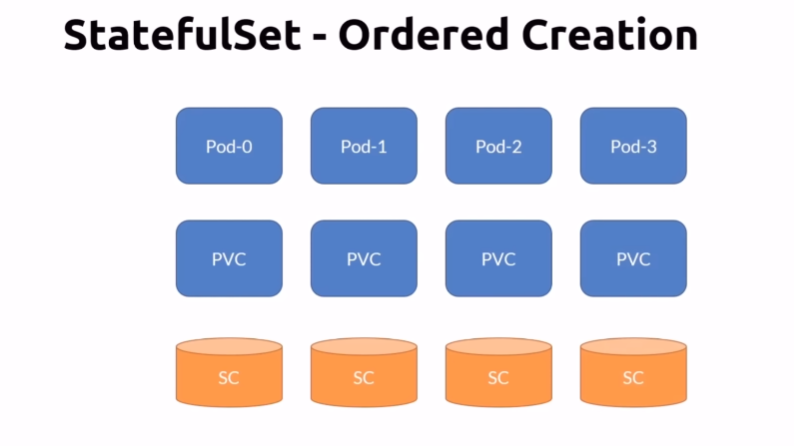 StatefulSet - Ordered Creation
Pod-0 Pod-1 Pod-2 Pod-3
PVC PVC PVC PVC
SC SC SC SC